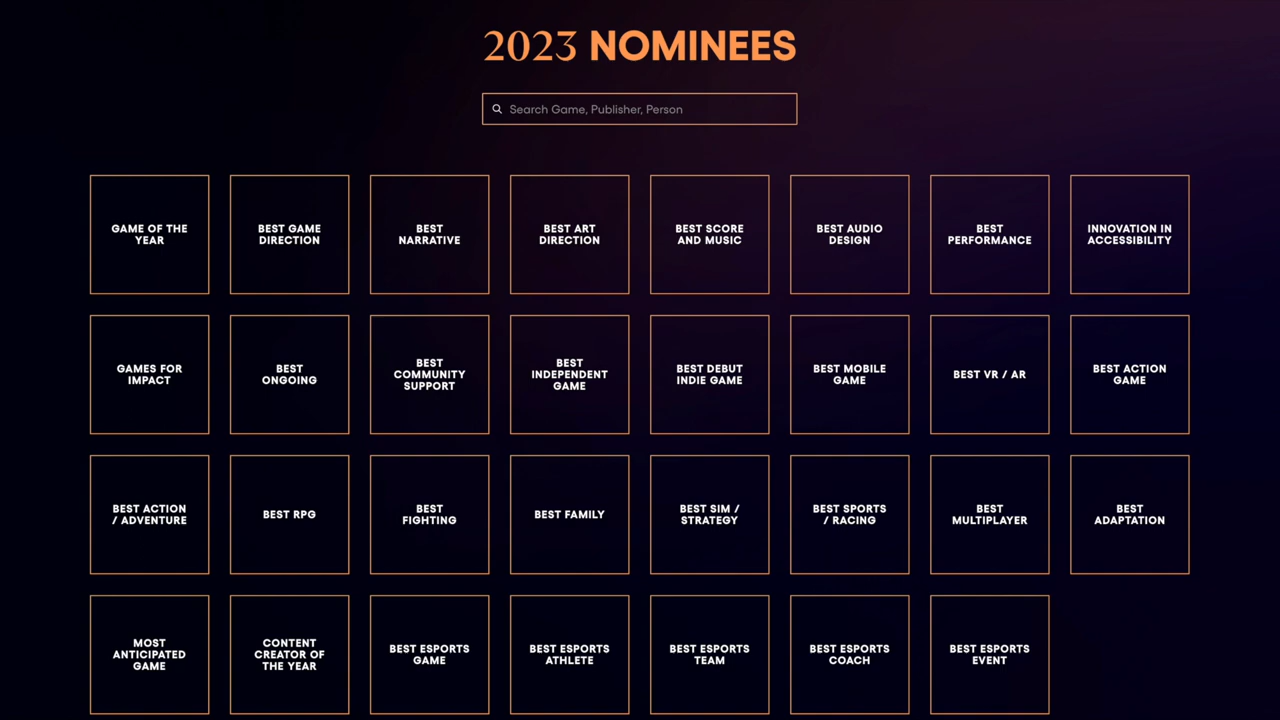 2023 NOMINEES
Search Game, Publisher, Person
GAME OF THE
YEAR
BEST GAME
DIRECTION
BEST
NARRATIVE
BEST ART
DIRECTION
BEST SCORE
AND MUSIC
BEST AUDIO
DESIGN
BEST
PERFORMANCE
INNOVATION IN
ACCESSIBILITY
GAMES FOR
IMPACT
BEST
ONGOING
BEST
COMMUNITY
SUPPORT
BEST
INDEPENDENT
GAME
BEST DEBUT
INDIE GAME
BEST MOBILE
GAME
BEST VR / AR
BEST ACTION
GAME
BEST ACTION
/ ADVENTURE
BEST RPG
BEST
FIGHTING
BEST FAMILY
BEST SIM /
STRATEGY
BEST SPORTS
/ RACING
BEST
MULTIPLAYER
BEST
ADAPTATION
MOST
ANTICIPATED
GAME
CONTENT
CREATOR OF
THE YEAR
BEST ESPORTS
GAME
BEST ESPORTS
ATHLETE
BEST ESPORTS
TEAM
BEST ESPORTS
COACH
BEST ESPORTS
EVENT